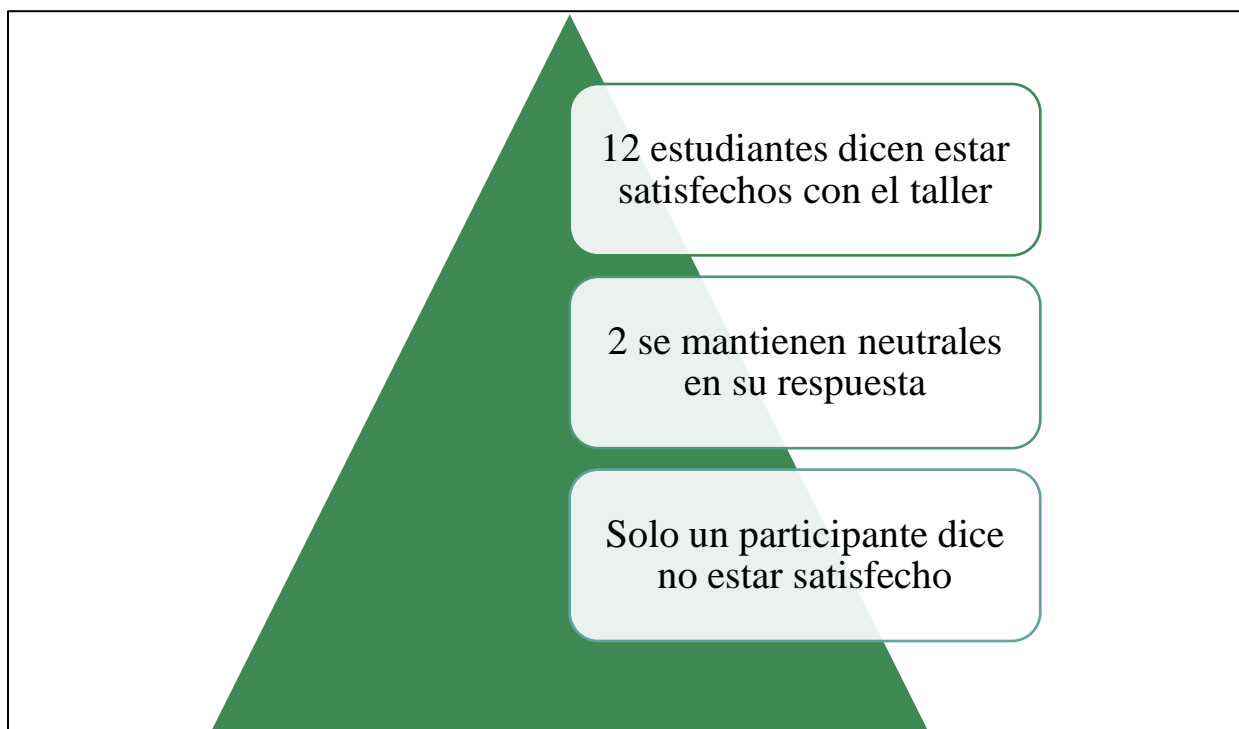 12 estudiantes dicen estar
satisfechos con el taller
2 se mantienen neutrales
en su respuesta
Solo un participante dice
no estar satisfecho